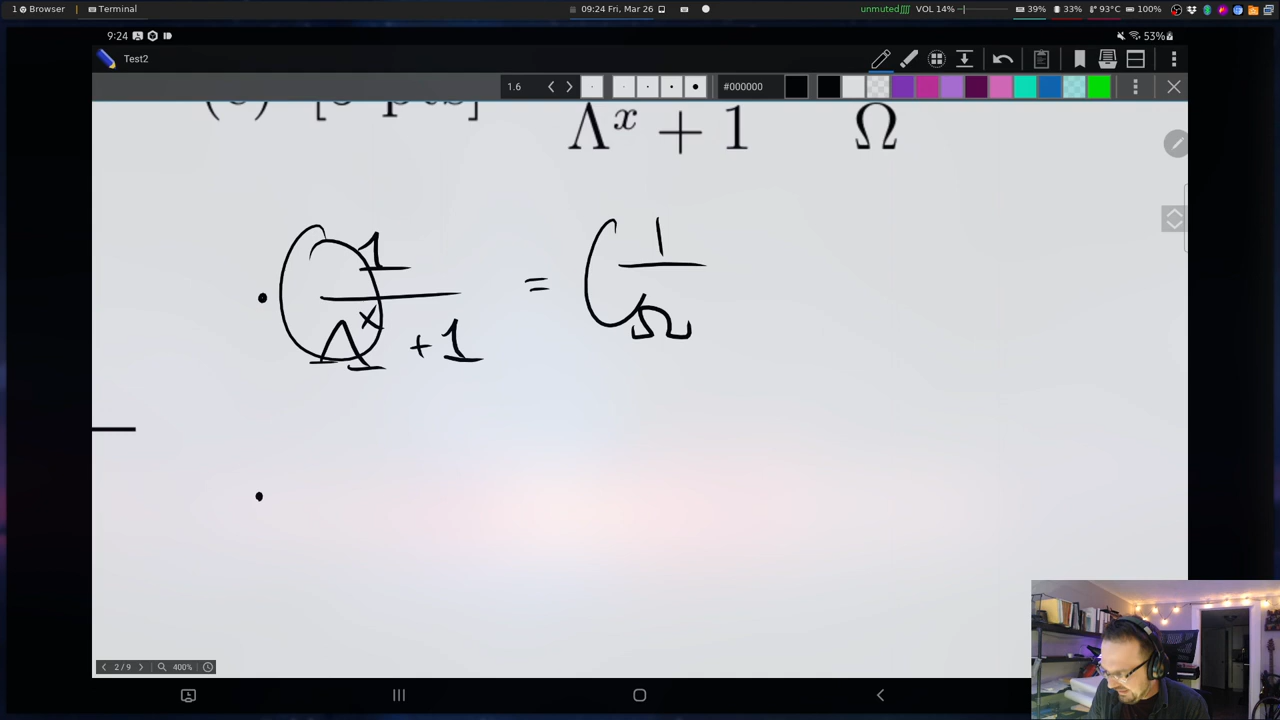 1 Browser Terminal 09:24 Fri, Mar 26 unmuted VOL 14% 39% 33% 93°C 100%
9:24 53%
Test2
1.6 #000000
[ pts] Λ^x + 1 Ω
1 = 1
Λ^x + 1 Ω
2 / 9 400%